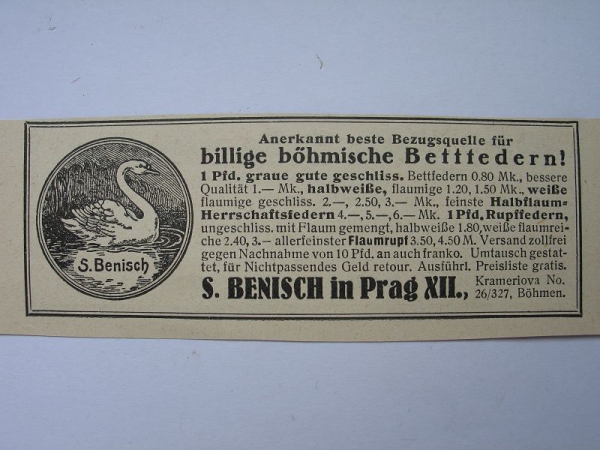 S. Benisch
Anerkannt beste Bezugsquelle für
billige böhmische Bettfedern!
1 Pfd. graue gute geschliss. Bettfedern 0.80 Mk., bessere
Qualität 1.— Mk., halbweiße, flaumige 1.20, 1.50 Mk., weiße
flaumige geschliss. 2.—, 2.50, 3.— Mk., feinste Halbflaum=
Herrschaftsfedern 4.—, 5.—, 6.— Mk. 1 Pfd. Rupffedern,
ungeschliss. mit Flaum gemengt, halbweiße 1.80, weiße flaumrei-
che 2.40, 3.— allerfeinster Flaumrupf 3.50, 4.50 M. Versand zollfrei
gegen Nachnahme von 10 Pfd. an auch franko. Umtausch gestat-
tet, für Nichtpassendes Geld retour. Ausführl. Preisliste gratis.
S. BENISCH in Prag XII., Krameriova No.
26/327, Böhmen.